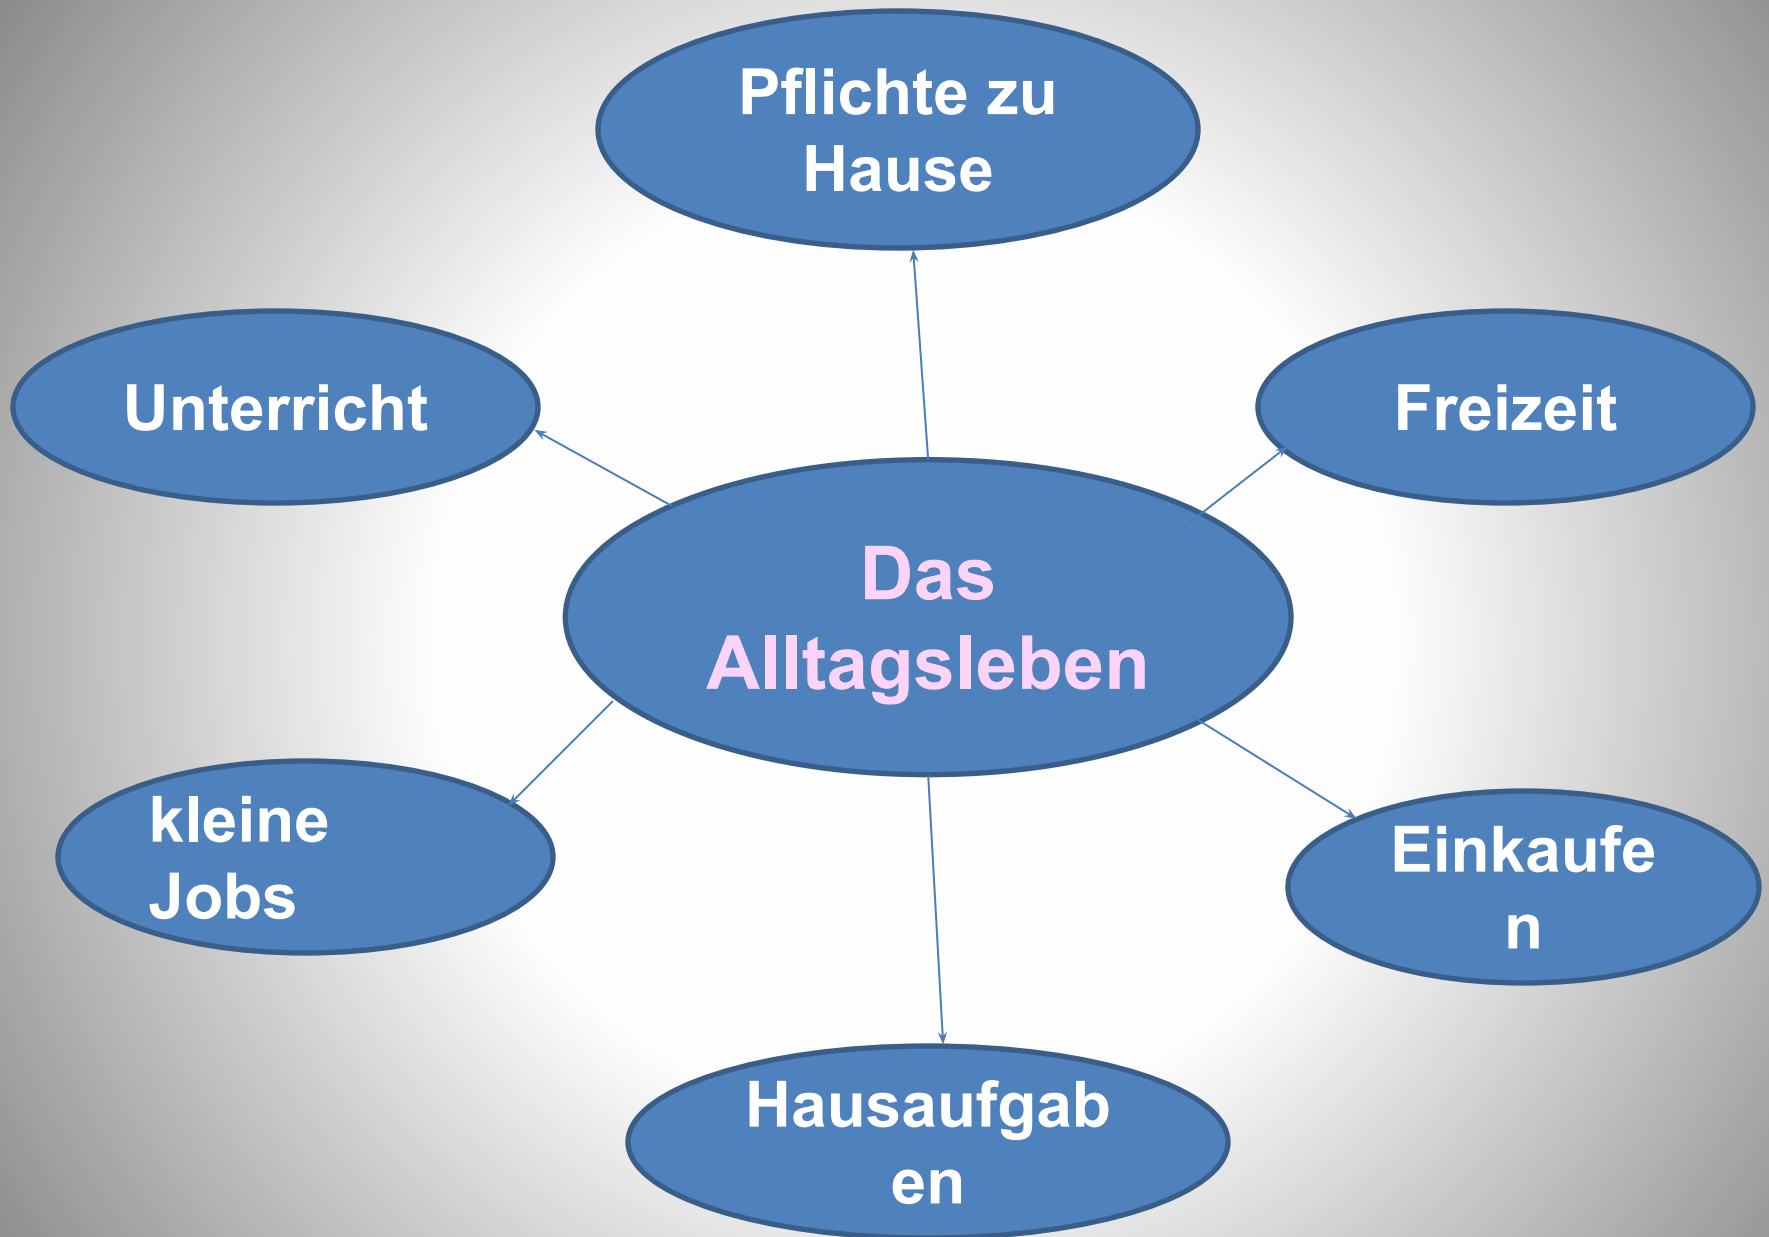 Pflichte zu
Hause
Unterricht
Freizeit
Das
Alltagsleben
kleine
Jobs
Einkaufe
n
Hausaufgab
en